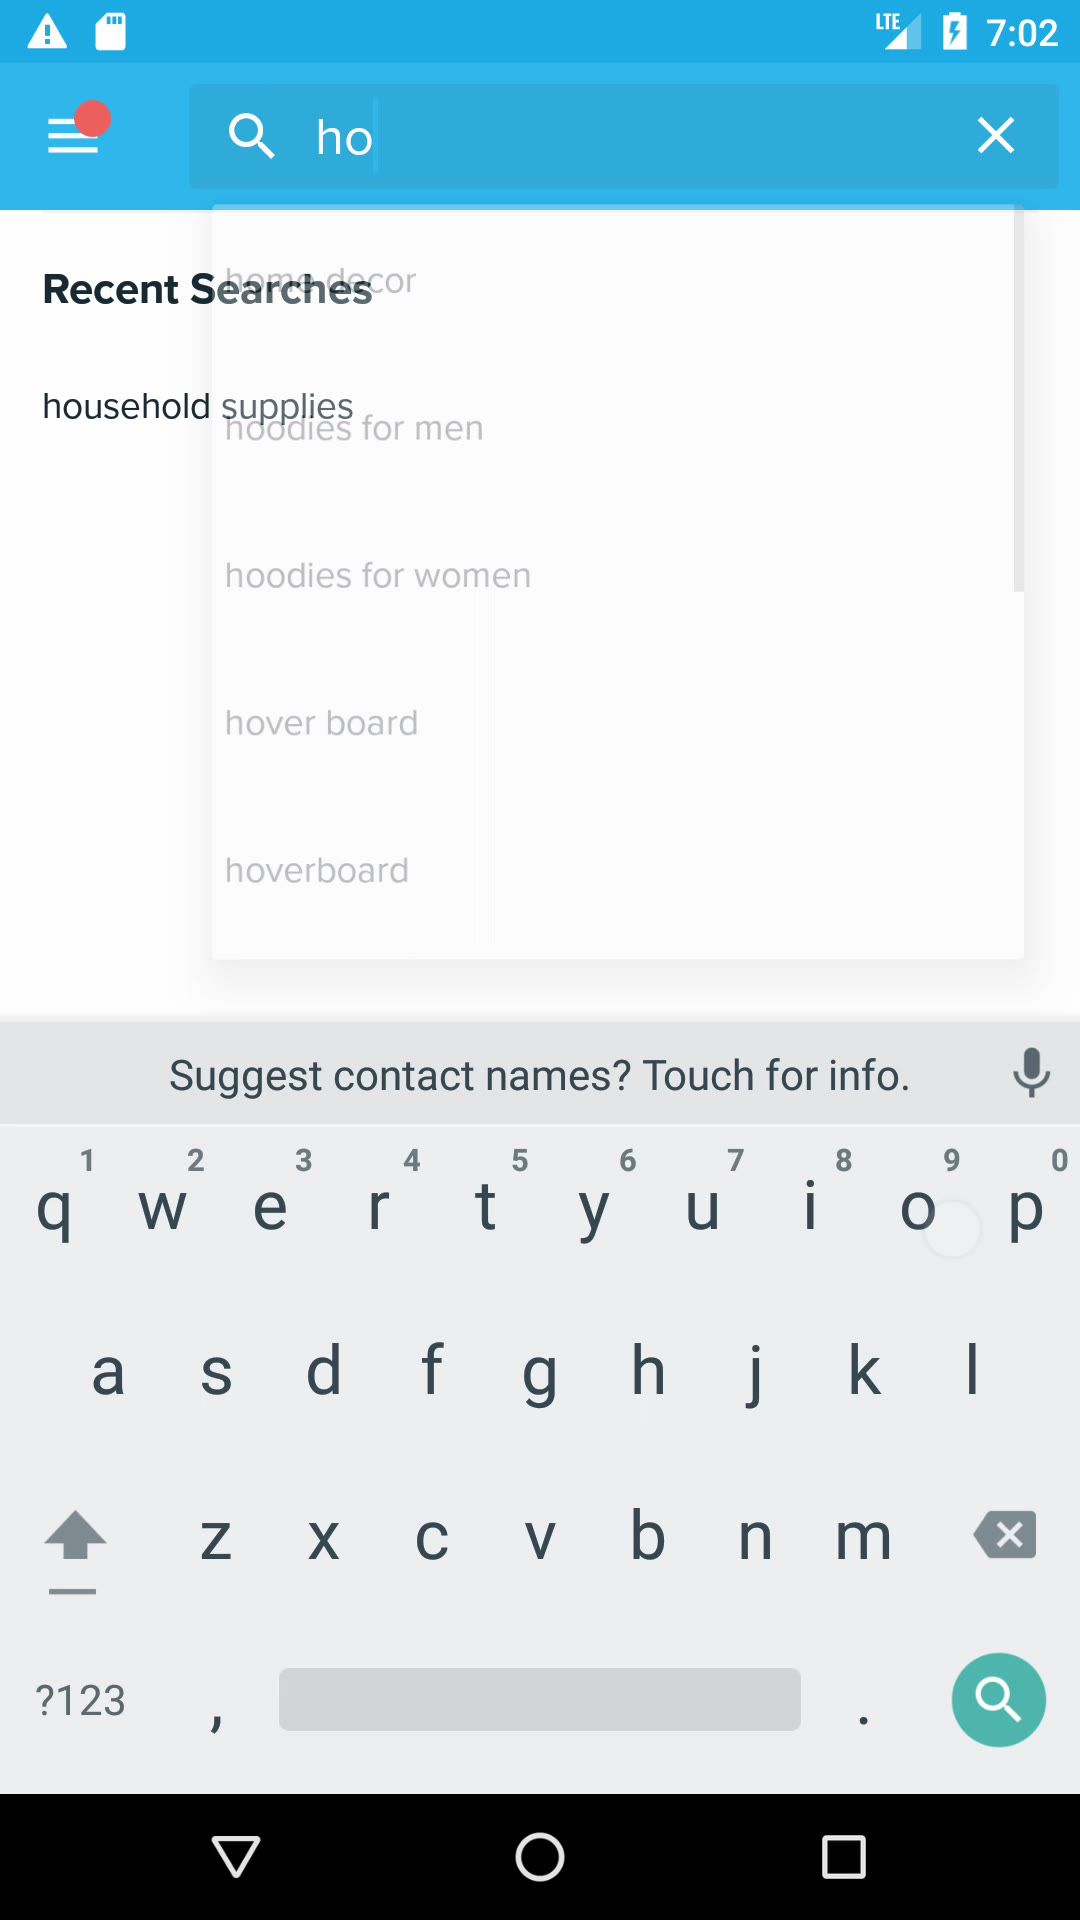 LTE 7:02
ho
Recent Searches
home decor
household supplies
hoodies for men
hoodies for women
hover board
hoverboard
Suggest contact names? Touch for info.
1 2 3 4 5 6 7 8 9 0
q w e r t y u i o p
a s d f g h j k l
z x c v b n m
?123 , .